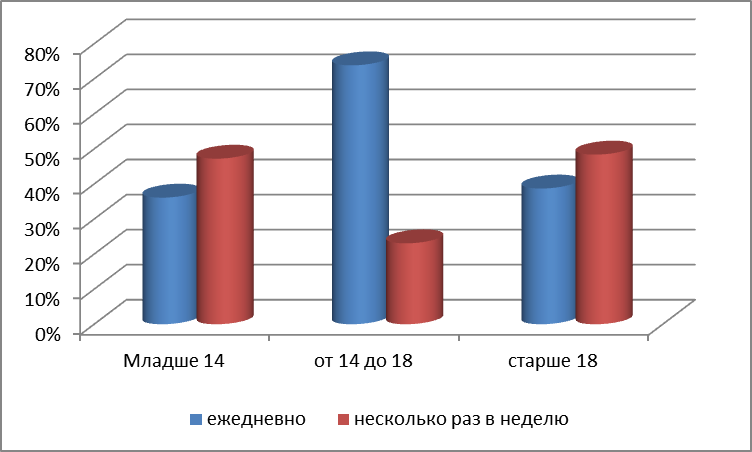 80%
70%
60%
50%
40%
30%
20%
10%
0%
Младше 14
от 14 до 18
старше 18
ежедневно
несколько раз в неделю